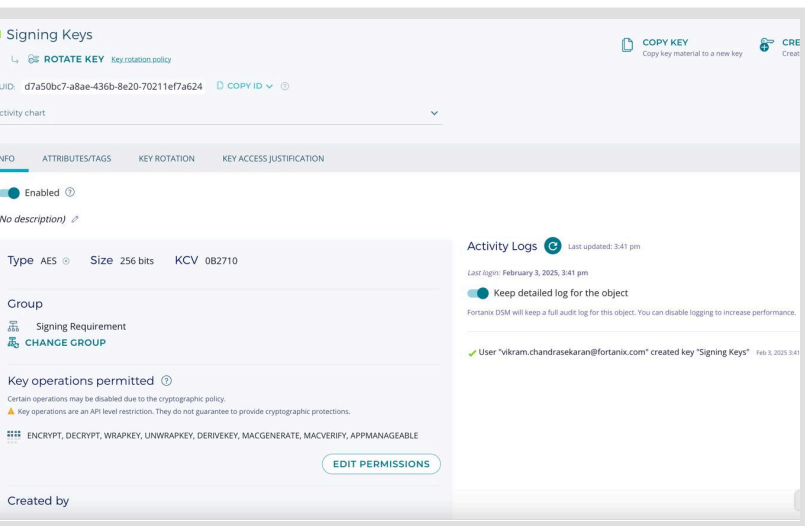 Signing Keys
ROTATE KEY Key rotation policy
COPY KEY
Copy key material to a new key
UID: d7a50bc7-a8ae-436b-8e20-70211ef7a624 COPY ID
ctivity chart
NFO ATTRIBUTES/TAGS KEY ROTATION KEY ACCESS JUSTIFICATION
Enabled
No description)
Type AES Size 256 bits KCV 0B2710
Group
Signing Requirement
CHANGE GROUP
Key operations permitted
Certain operations may be disabled due to the cryptographic policy.
Key operations are an API level restriction. They do not guarantee to provide cryptographic protections.
ENCRYPT, DECRYPT, WRAPKEY, UNWRAPKEY, DERIVEKEY, MACGENERATE, MACVERIFY, APPMANAGEABLE
EDIT PERMISSIONS
Created by
Activity Logs Last updated: 3:41 pm
Last login: February 3, 2025, 3:41 pm
Keep detailed log for the object
Fortanix DSM will keep a full audit log for this object. You can disable logging to increase performance.
User "vikram.chandrasekaran@fortanix.com" created key "Signing Keys" Feb 3, 2025 3:41